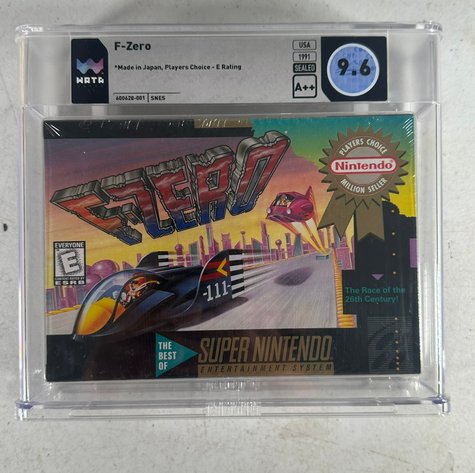 F-Zero
*Made in Japan, Players Choice - E Rating
WATA
600620-001 | SNES
USA
1991
SEALED
A++
9.6
F-ZERO
PLAYERS CHOICE
Nintendo
MILLION SELLER
EVERYONE
E
CONTENT RATED BY
ESRB
-111-
The Race of the
26th Century!
THE
BEST
OF
SUPER NINTENDO
ENTERTAINMENT SYSTEM